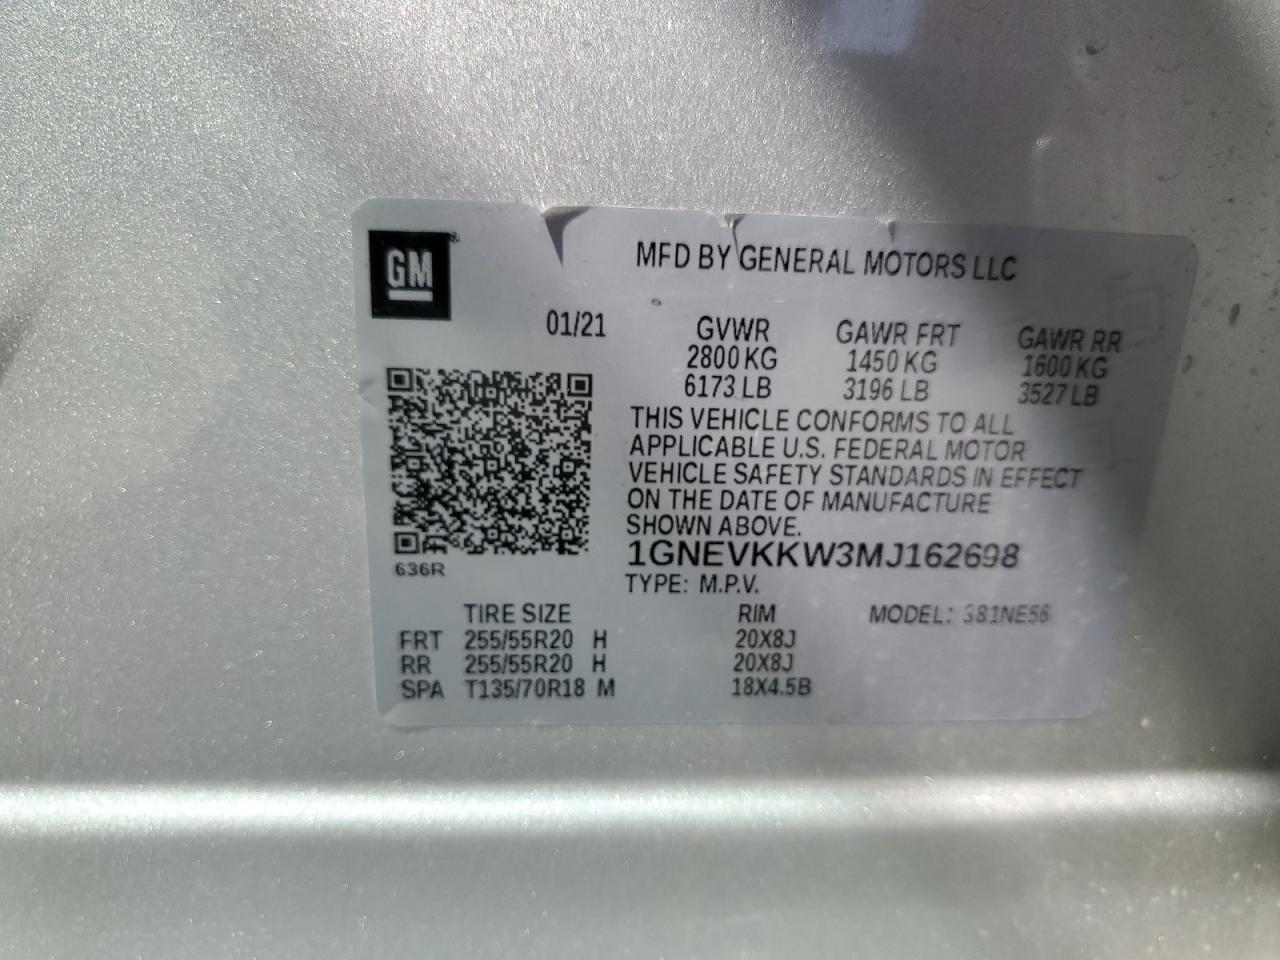 GM
MFD BY GENERAL MOTORS LLC
01/21
GVWR GAWR FRT GAWR RR
2800 KG 1450 KG 1600 KG
6173 LB 3196 LB 3527 LB
THIS VEHICLE CONFORMS TO ALL
APPLICABLE U.S. FEDERAL MOTOR
VEHICLE SAFETY STANDARDS IN EFFECT
ON THE DATE OF MANUFACTURE
SHOWN ABOVE.
1GNEVKKW3MJ162698
636R
TYPE: M.P.V.
TIRE SIZE RIM MODEL: 381NE56
FRT 255/55R20 H 20X8J
RR 255/55R20 H 20X8J
SPA T135/70R18 M 18X4.5B